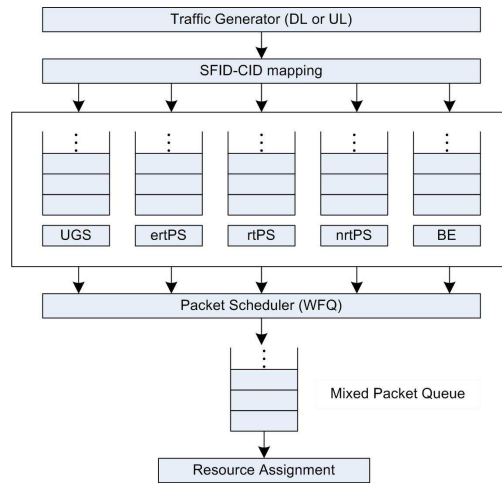 Traffic Generator (DL or UL)
SFID-CID mapping
UGS
ertPS
rtPS
nrtPS
BE
Packet Scheduler (WFQ)
Mixed Packet Queue
Resource Assignment